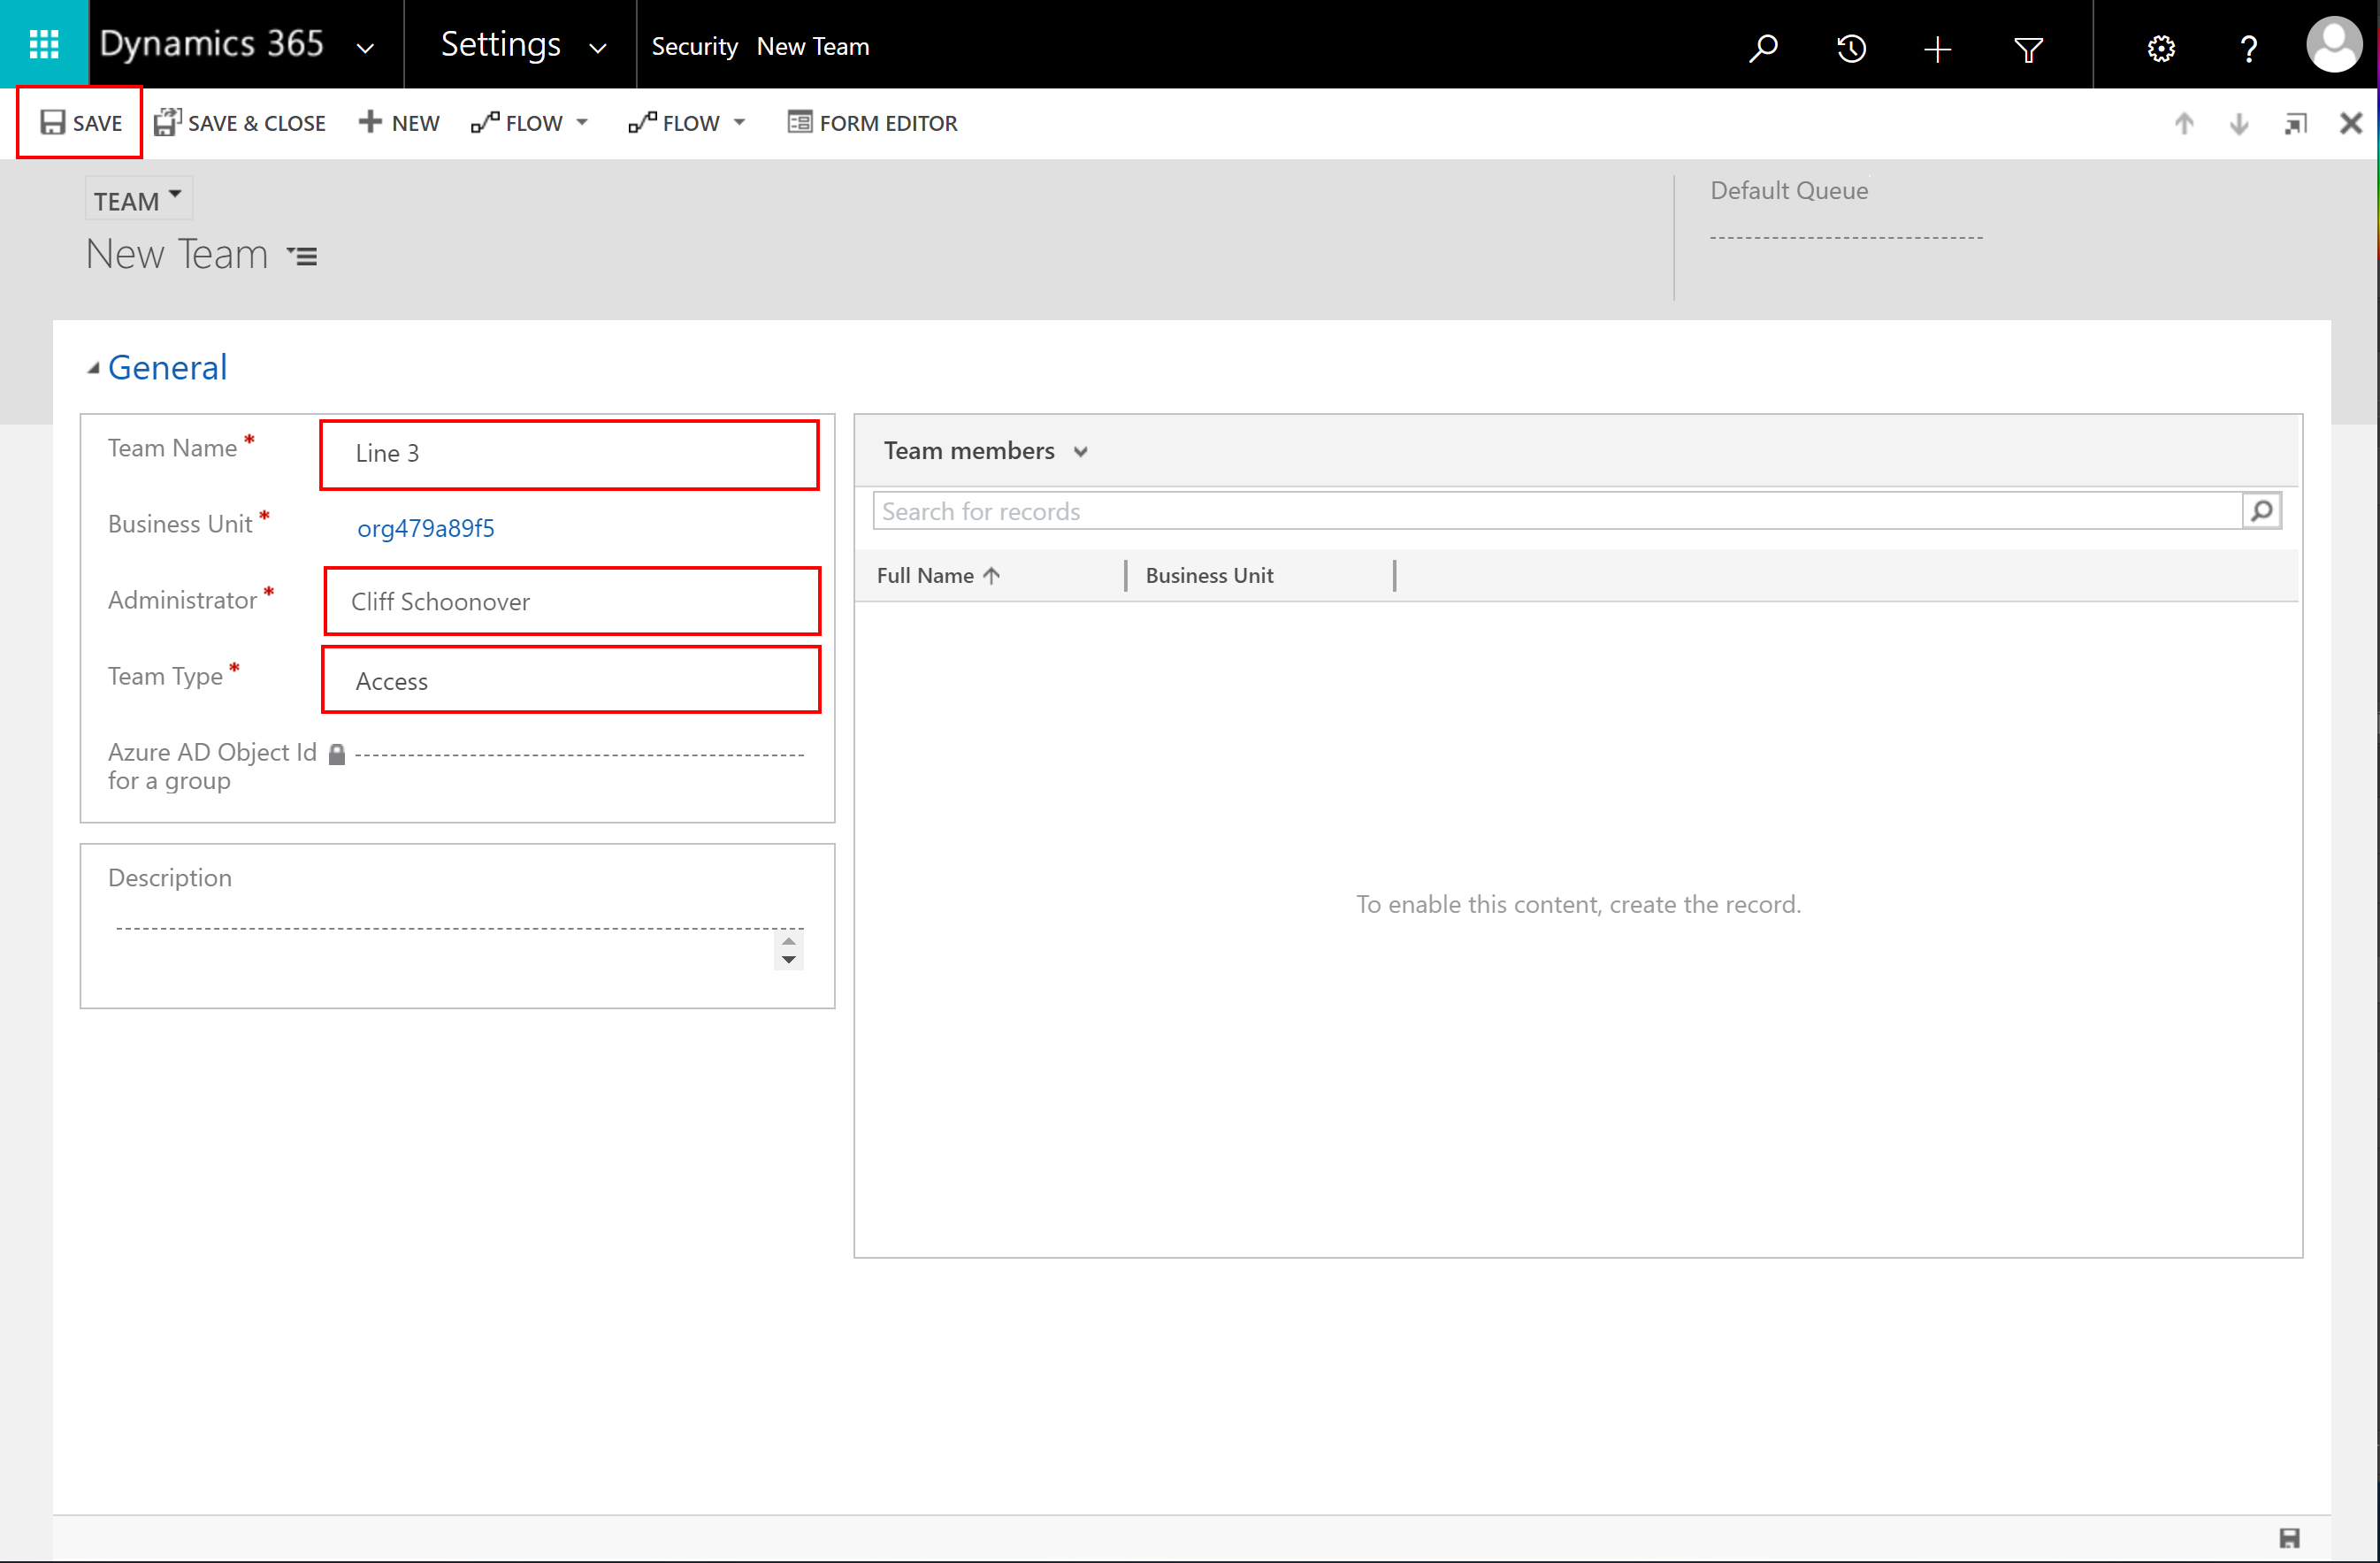 Dynamics 365 Settings Security New Team
SAVE SAVE & CLOSE NEW FLOW FLOW FORM EDITOR
TEAM
New Team
Default Queue
General
Team Name * Line 3
Business Unit * org479a89f5
Administrator * Cliff Schoonover
Team Type * Access
Azure AD Object Id
for a group
Description
Team members
Search for records
Full Name Business Unit
To enable this content, create the record.